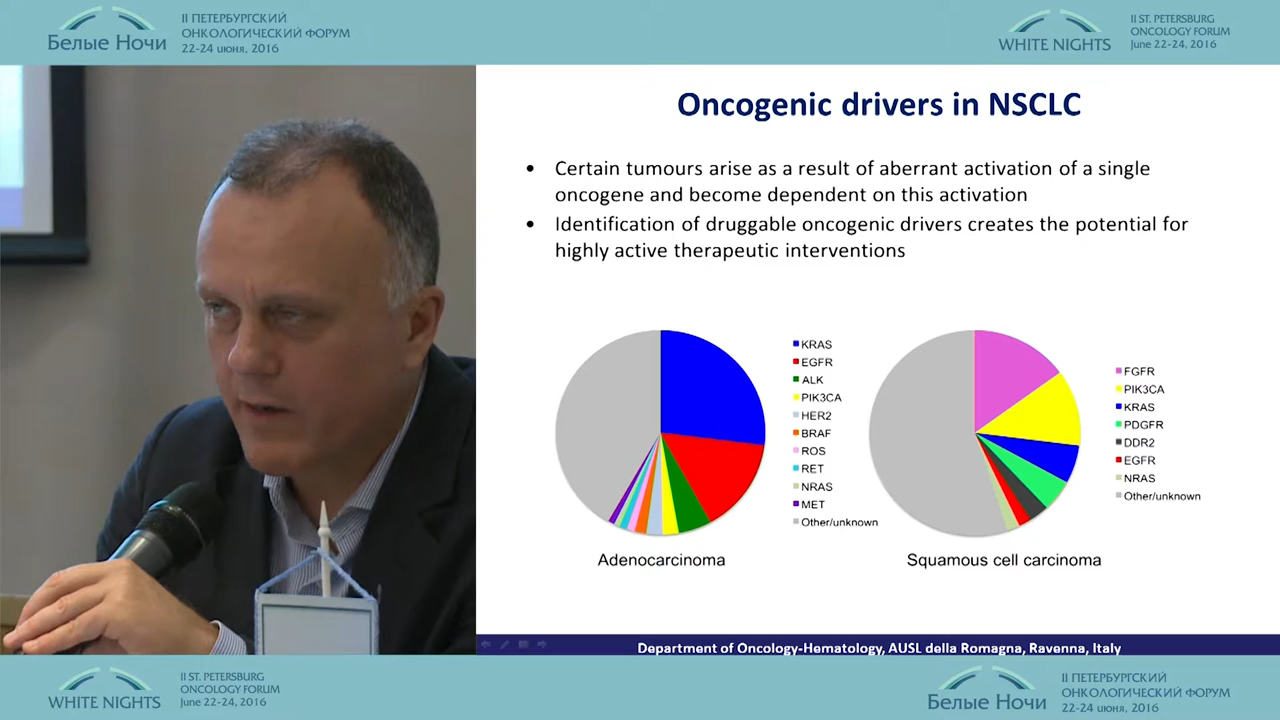 Белые Ночи
II ПЕТЕРБУРГСКИЙ
ОНКОЛОГИЧЕСКИЙ ФОРУМ
22-24 июня, 2016
WHITE NIGHTS
II ST. PETERSBURG
ONCOLOGY FORUM
June 22-24, 2016
Oncogenic drivers in NSCLC
• Certain tumours arise as a result of aberrant activation of a single
oncogene and become dependent on this activation
• Identification of druggable oncogenic drivers creates the potential for
highly active therapeutic interventions
KRAS
EGFR
ALK
PIK3CA
HER2
BRAF
ROS
RET
NRAS
MET
Other/unknown
Adenocarcinoma
FGFR
PIK3CA
KRAS
PDGFR
DDR2
EGFR
NRAS
Other/unknown
Squamous cell carcinoma
Department of Oncology-Hematology, AUSL della Romagna, Ravenna, Italy
WHITE NIGHTS
II ST. PETERSBURG
ONCOLOGY FORUM
June 22-24, 2016
Белые Ночи
II ПЕТЕРБУРГСКИЙ
ОНКОЛОГИЧЕСКИЙ ФОРУМ
22-24 июня, 2016